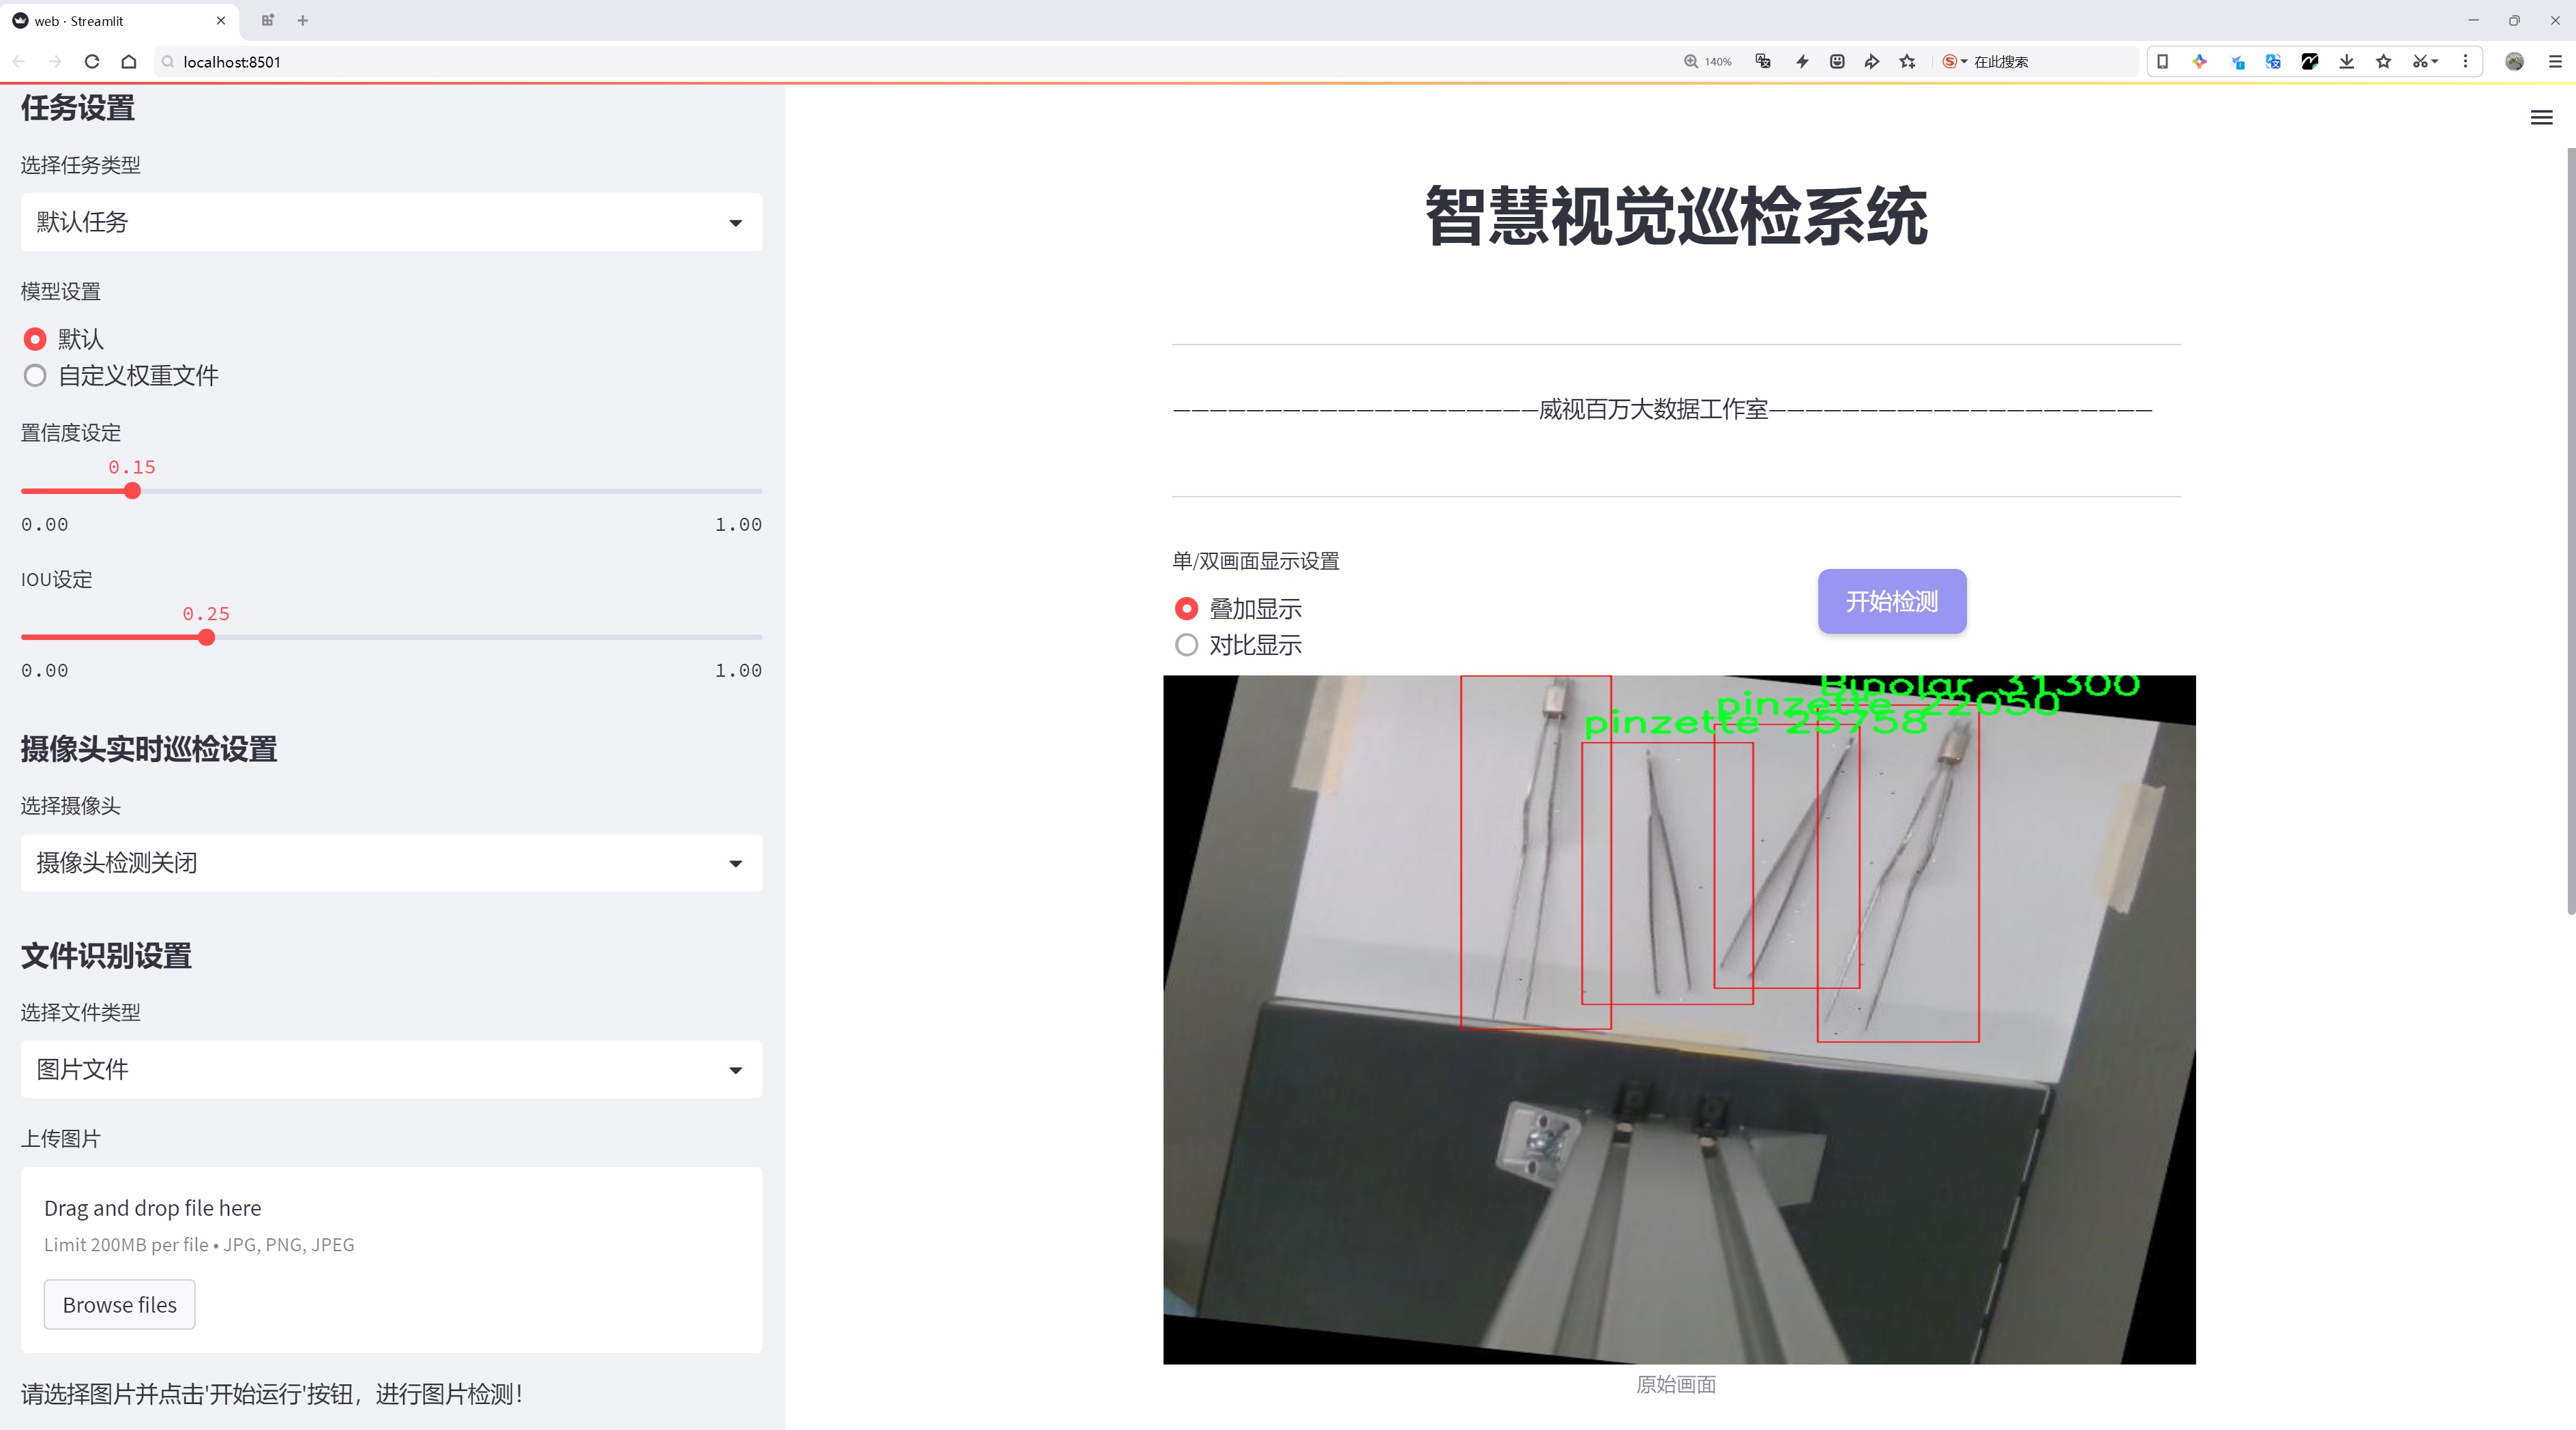 web · Streamlit
localhost:8501
140%
在此搜索
任务设置
选择任务类型
默认任务
模型设置
默认
自定义权重文件
置信度设定
0.15
0.00
1.00
IOU设定
0.25
0.00
1.00
摄像头实时巡检设置
选择摄像头
摄像头检测关闭
文件识别设置
选择文件类型
图片文件
上传图片
Drag and drop file here
Limit 200MB per file • JPG, PNG, JPEG
Browse files
请选择图片并点击'开始运行'按钮，进行图片检测！
智慧视觉巡检系统
————————————————————威视百万大数据工作室—————————————————————
单/双画面显示设置
叠加显示
对比显示
开始检测
Bipolar 31300
pinzette 22050
pinzette 25758
原始画面